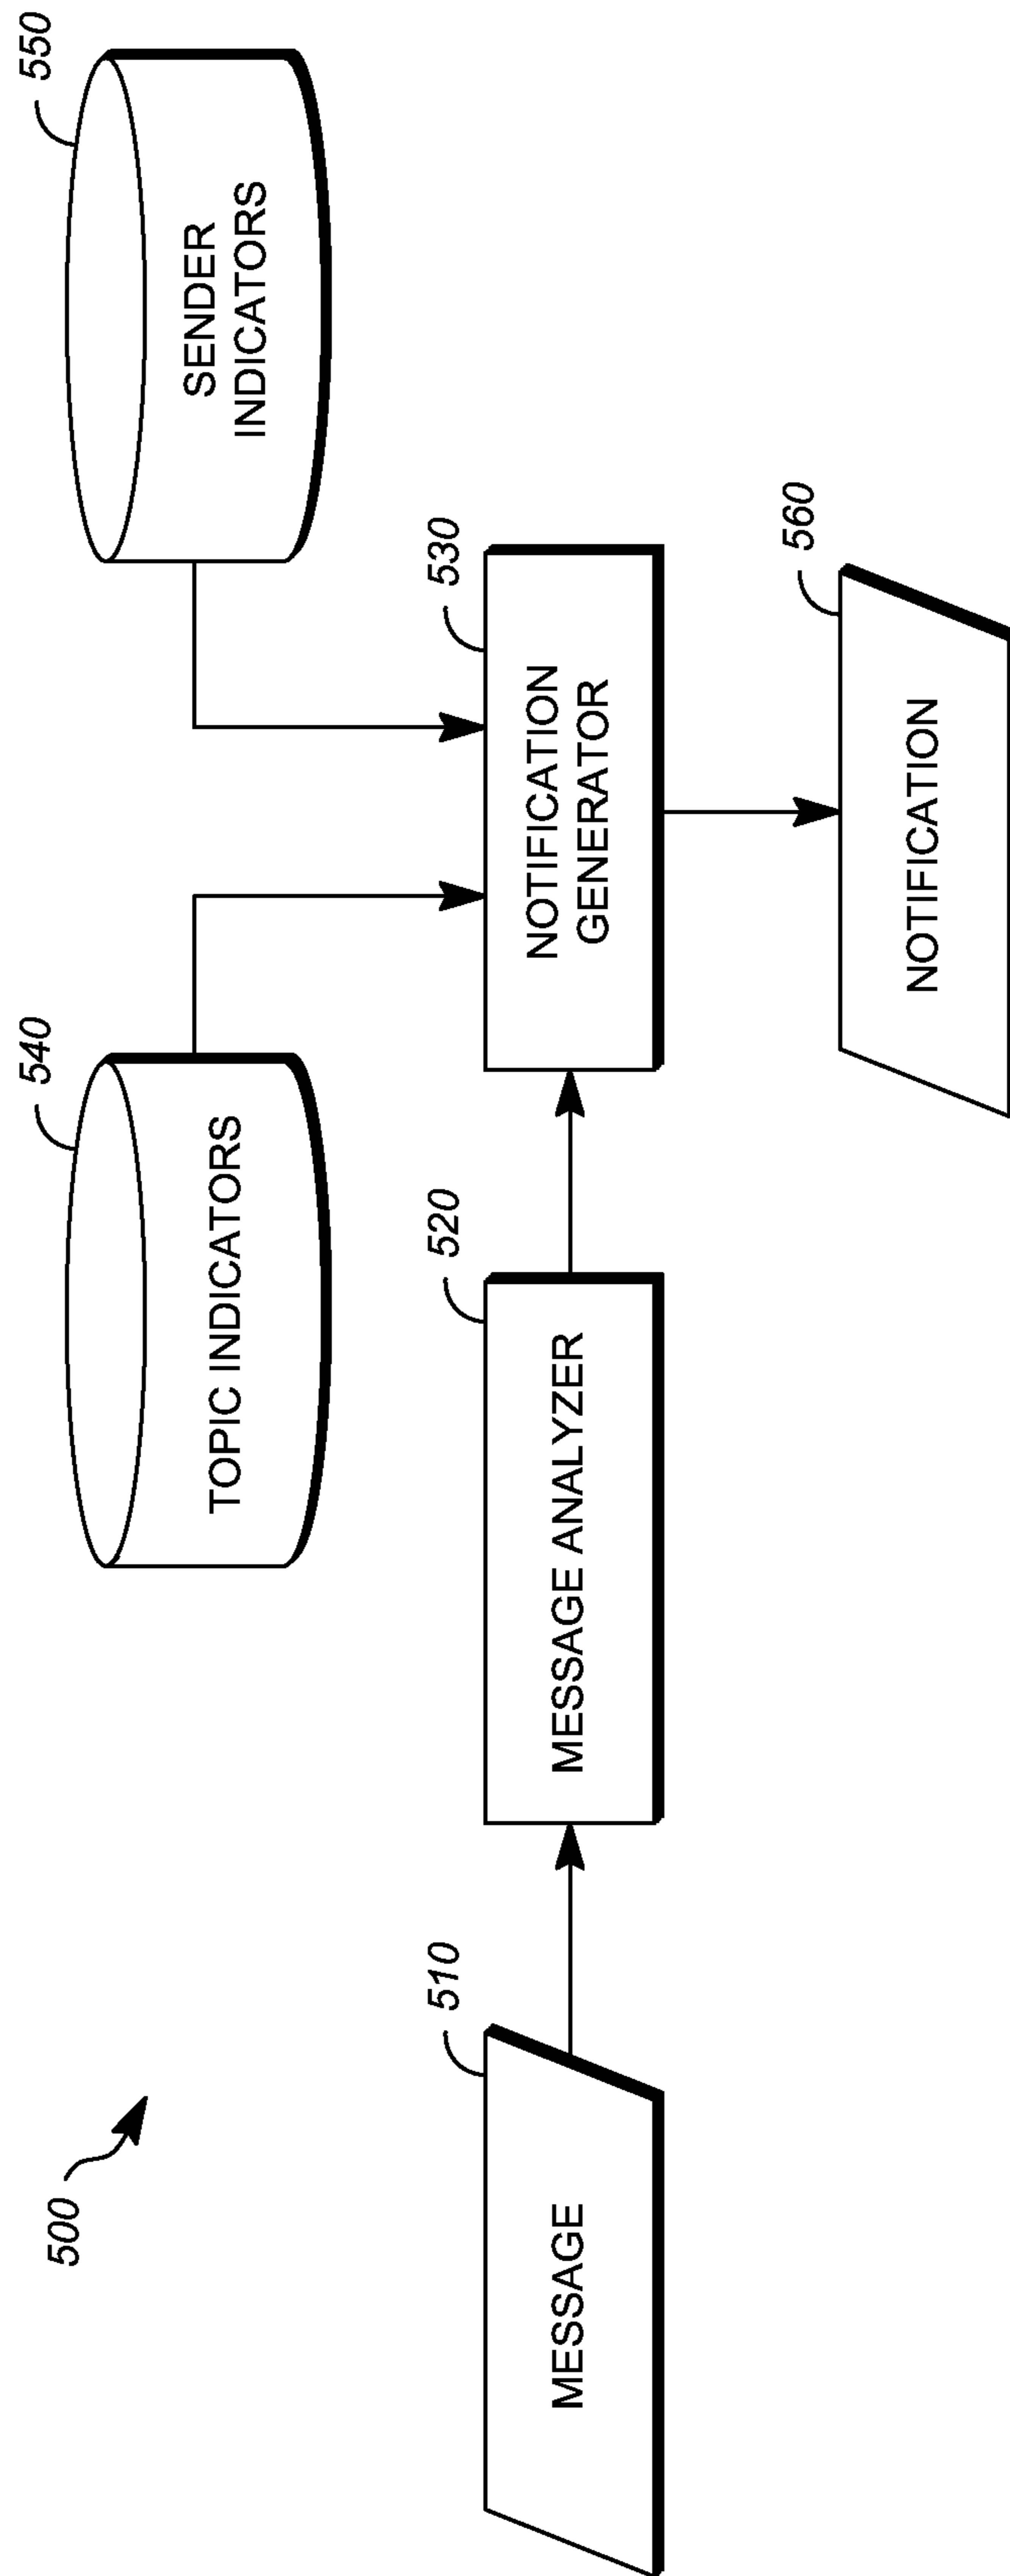 500
540
TOPIC INDICATORS
550
SENDER
INDICATORS
510
MESSAGE
520
MESSAGE ANALYZER
530
NOTIFICATION
GENERATOR
560
NOTIFICATION